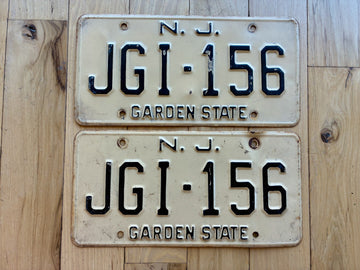 N. J.
JGI-156
GARDEN STATE
N. J.
JGI-156
GARDEN STATE